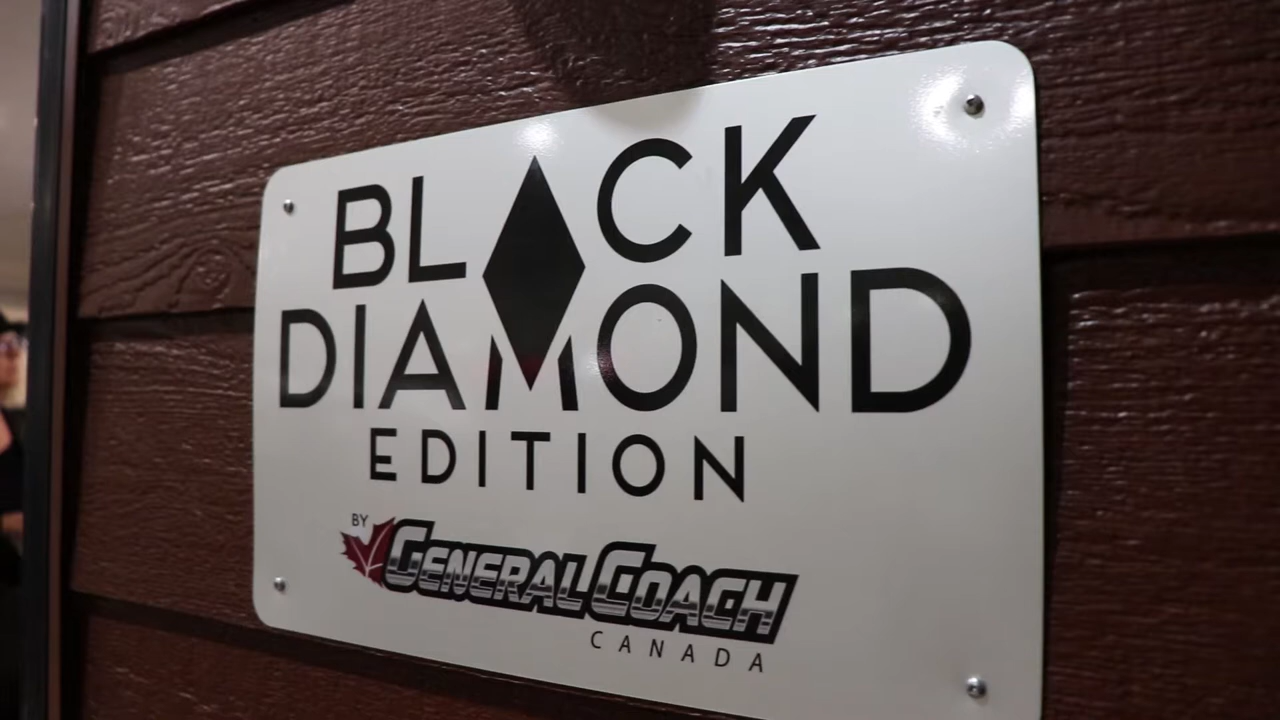 BLACK
DIAMOND
EDITION
BY
GENERAL COACH
CANADA